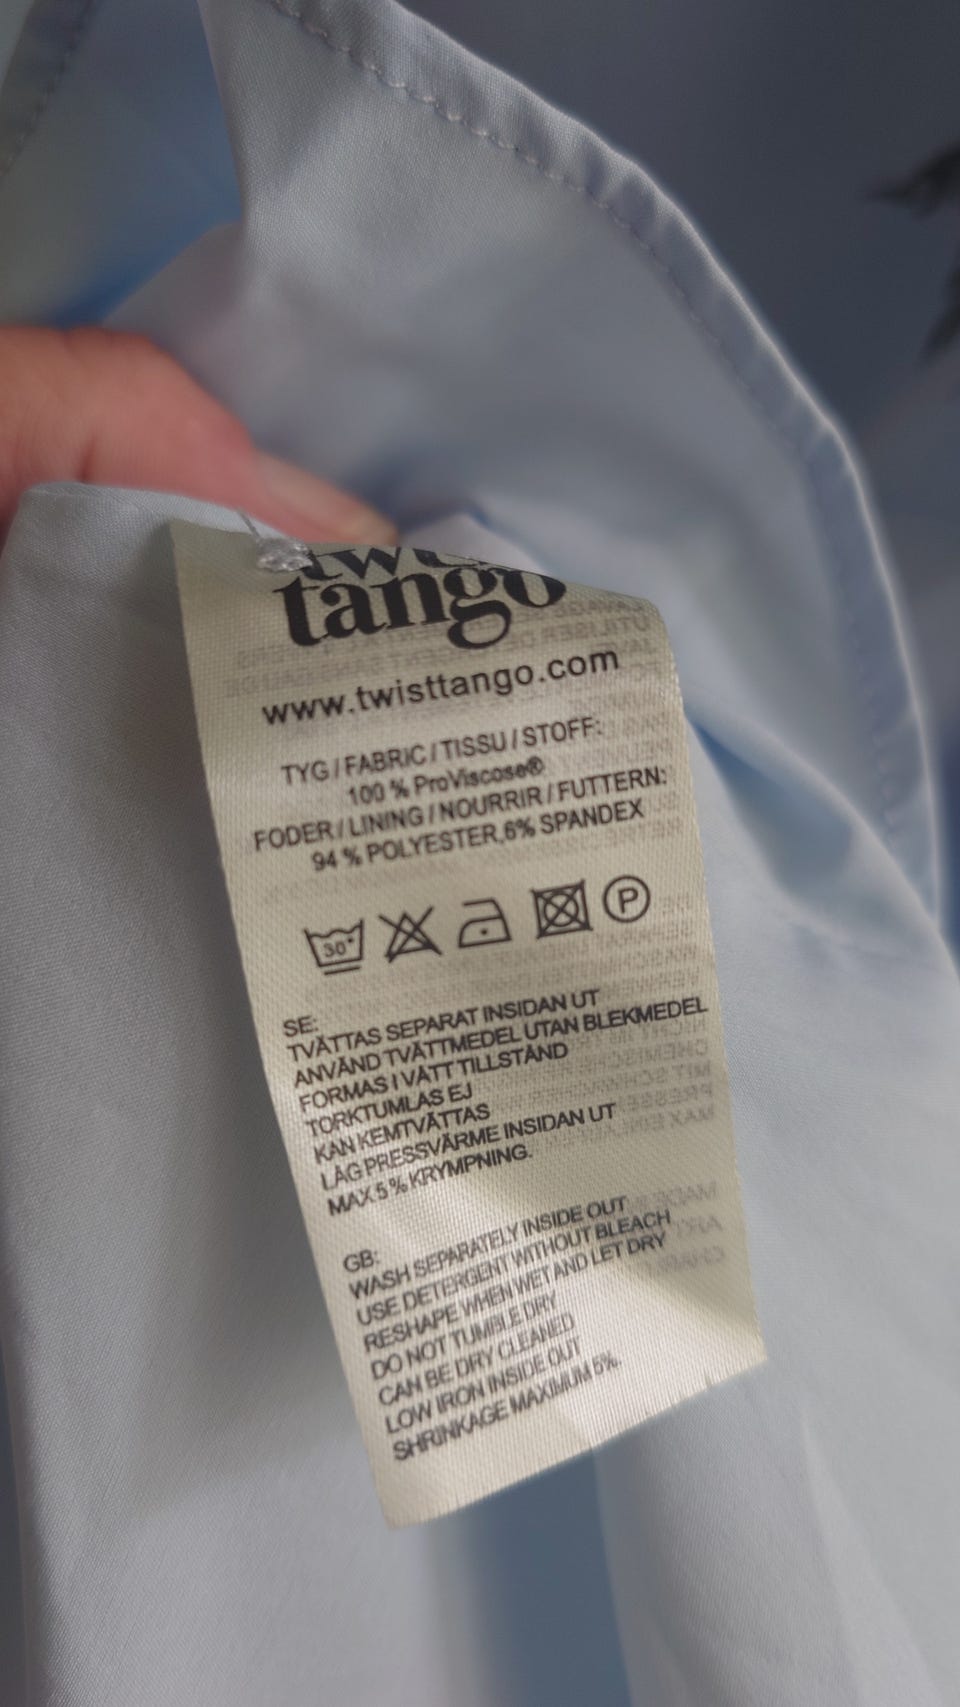 twist
tango
www.twisttango.com
TYG / FABRIC / TISSU / STOFF:
100 % ProViscose®
FODER / LINING / NOURRIR / FUTTERN:
94 % POLYESTER,6% SPANDEX
30°
P
SE:
TVÄTTAS SEPARAT INSIDAN UT
ANVÄND TVÄTTMEDEL UTAN BLEKMEDEL
FORMAS I VÅTT TILLSTÅND
TORKTUMLAS EJ
KAN KEMTVÄTTAS
LÅG PRESSVÄRME INSIDAN UT
MAX 5 % KRYMPNING.
GB:
WASH SEPARATELY INSIDE OUT
USE DETERGENT WITHOUT BLEACH
RESHAPE WHEN WET AND LET DRY
DO NOT TUMBLE DRY
CAN BE DRY CLEANED
LOW IRON INSIDE OUT
SHRINKAGE MAXIMUM 5%.